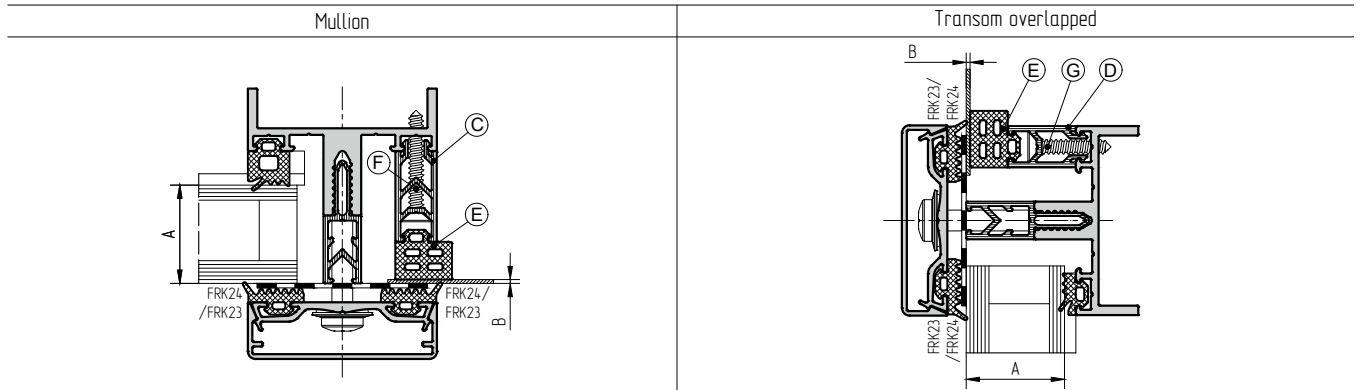 Mullion
Transom overlapped
C
F
E
A
FRK24
/FRK23
FRK24/
FRK23
B
B
FRK23/
FRK24
E
G
D
FRK23
/FRK24
A